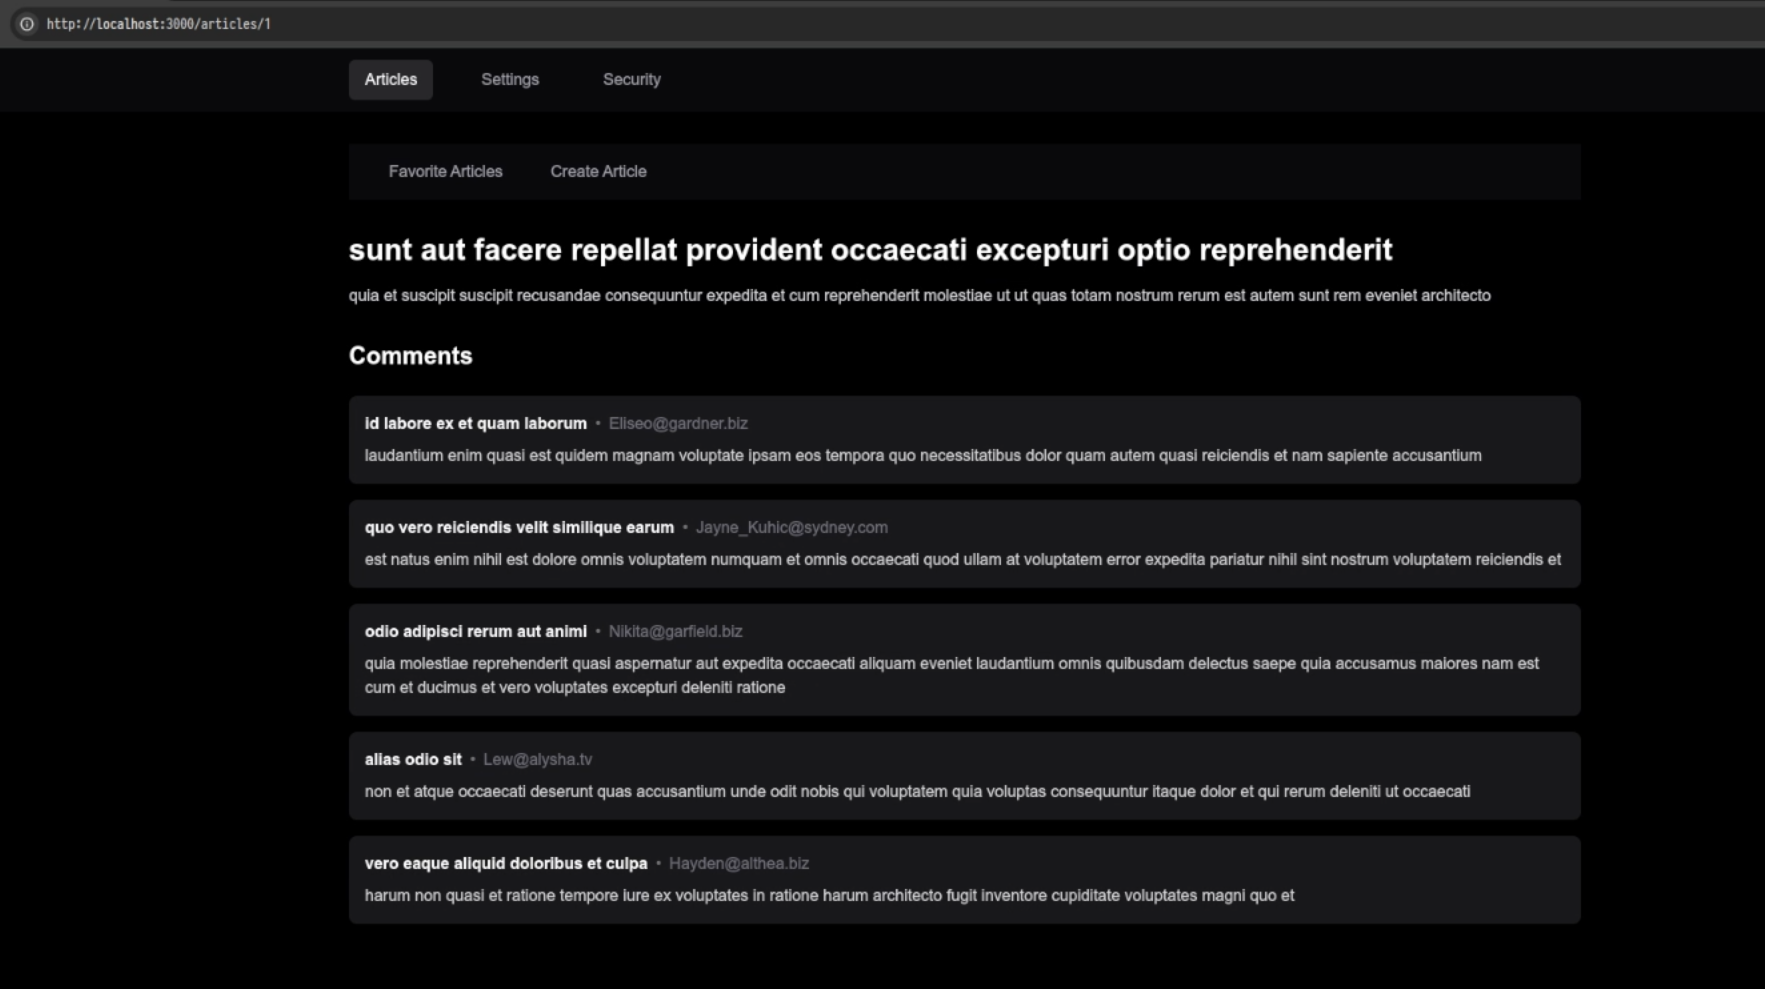 http://localhost:3000/articles/1
Articles Settings Security
Favorite Articles Create Article
sunt aut facere repellat provident occaecati excepturi optio reprehenderit
quia et suscipit suscipit recusandae consequuntur expedita et cum reprehenderit molestiae ut ut quas totam nostrum rerum est autem sunt rem eveniet architecto
Comments
id labore ex et quam laborum • Eliseo@gardner.biz
laudantium enim quasi est quidem magnam voluptate ipsam eos tempora quo necessitatibus dolor quam autem quasi reiciendis et nam sapiente accusantium
quo vero reiciendis velit similique earum • Jayne_Kuhic@sydney.com
est natus enim nihil est dolore omnis voluptatem numquam et omnis occaecati quod ullam at voluptatem error expedita pariatur nihil sint nostrum voluptatem reiciendis et
odio adipisci rerum aut animi • Nikita@garfield.biz
quia molestiae reprehenderit quasi aspernatur aut expedita occaecati aliquam eveniet laudantium omnis quibusdam delectus saepe quia accusamus maiores nam est
cum et ducimus et vero voluptates excepturi deleniti ratione
alias odio sit • Lew@alysha.tv
non et atque occaecati deserunt quas accusantium unde odit nobis qui voluptatem quia voluptas consequuntur itaque dolor et qui rerum deleniti ut occaecati
vero eaque aliquid doloribus et culpa • Hayden@althea.biz
harum non quasi et ratione tempore iure ex voluptates in ratione harum architecto fugit inventore cupiditate voluptates magni quo et